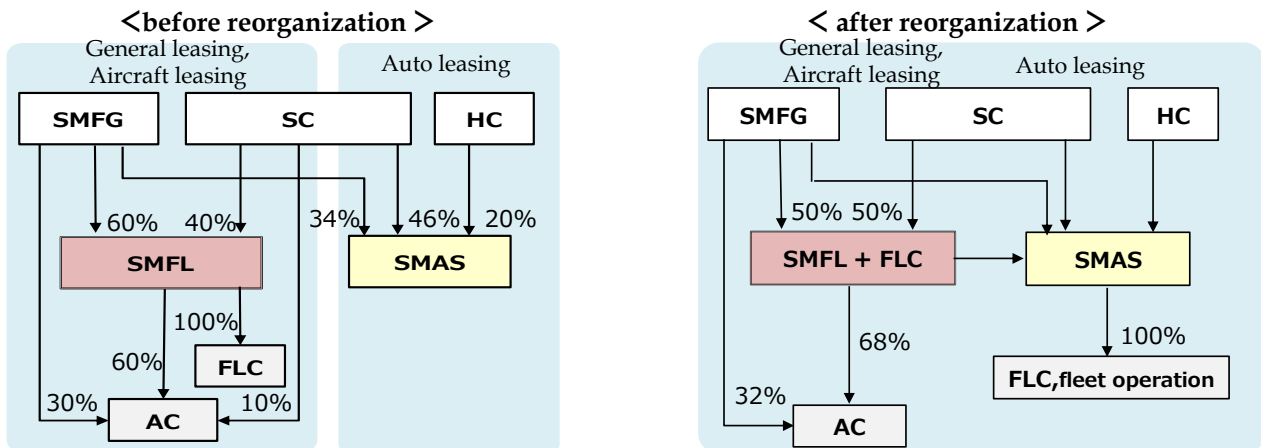 <before reorganization >
General leasing,
Aircraft leasing
Auto leasing
SMFG
SC
HC
60%
40%
34%
46%
20%
SMFL
SMAS
100%
60%
FLC
30%
10%
AC
< after reorganization >
General leasing,
Aircraft leasing
Auto leasing
SMFG
SC
HC
50%
50%
SMFL + FLC
SMAS
68%
100%
FLC,fleet operation
32%
AC